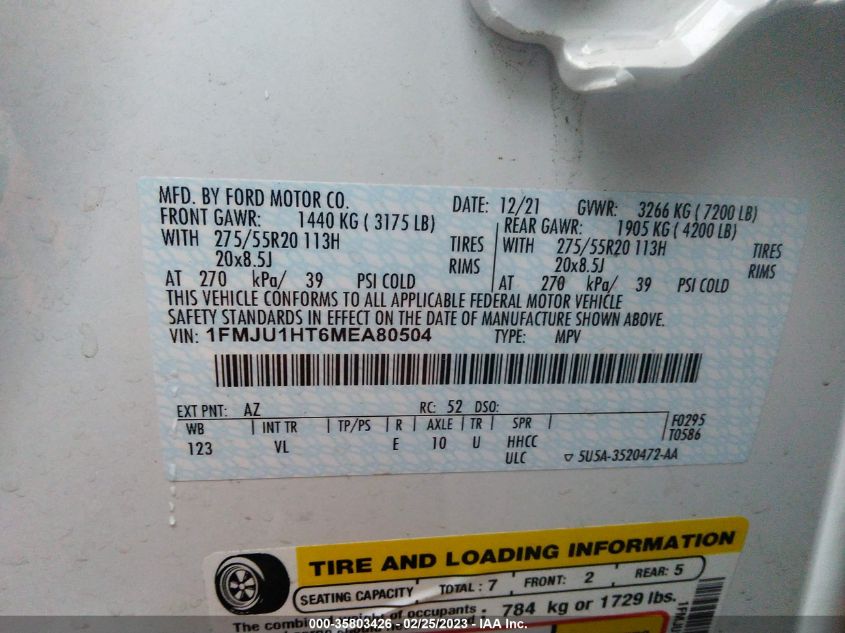 MFD. BY FORD MOTOR CO. DATE: 12/21 GVWR: 3266 KG ( 7200 LB)
FRONT GAWR: 1440 KG ( 3175 LB) REAR GAWR: 1905 KG ( 4200 LB)
WITH 275/55R20 113H TIRES WITH 275/55R20 113H TIRES
20x8.5J RIMS 20x8.5J RIMS
AT 270 kPa/ 39 PSI COLD AT 270 kPa/ 39 PSI COLD
THIS VEHICLE CONFORMS TO ALL APPLICABLE FEDERAL MOTOR VEHICLE
SAFETY STANDARDS IN EFFECT ON THE DATE OF MANUFACTURE SHOWN ABOVE.
VIN: 1FMJU1HT6MEA80504 TYPE: MPV
EXT PNT: AZ RC: 52 DSO:
WB INT TR TP/PS R AXLE TR SPR F0295
123 VL E 10 U HHCC T0586
ULC 5U5A-3520472-AA
TIRE AND LOADING INFORMATION
SEATING CAPACITY TOTAL : 7 FRONT: 2 REAR: 5
The combin of occupants 784 kg or 1729 lbs.
000-35803426 - 02/25/2023 - IAA Inc.